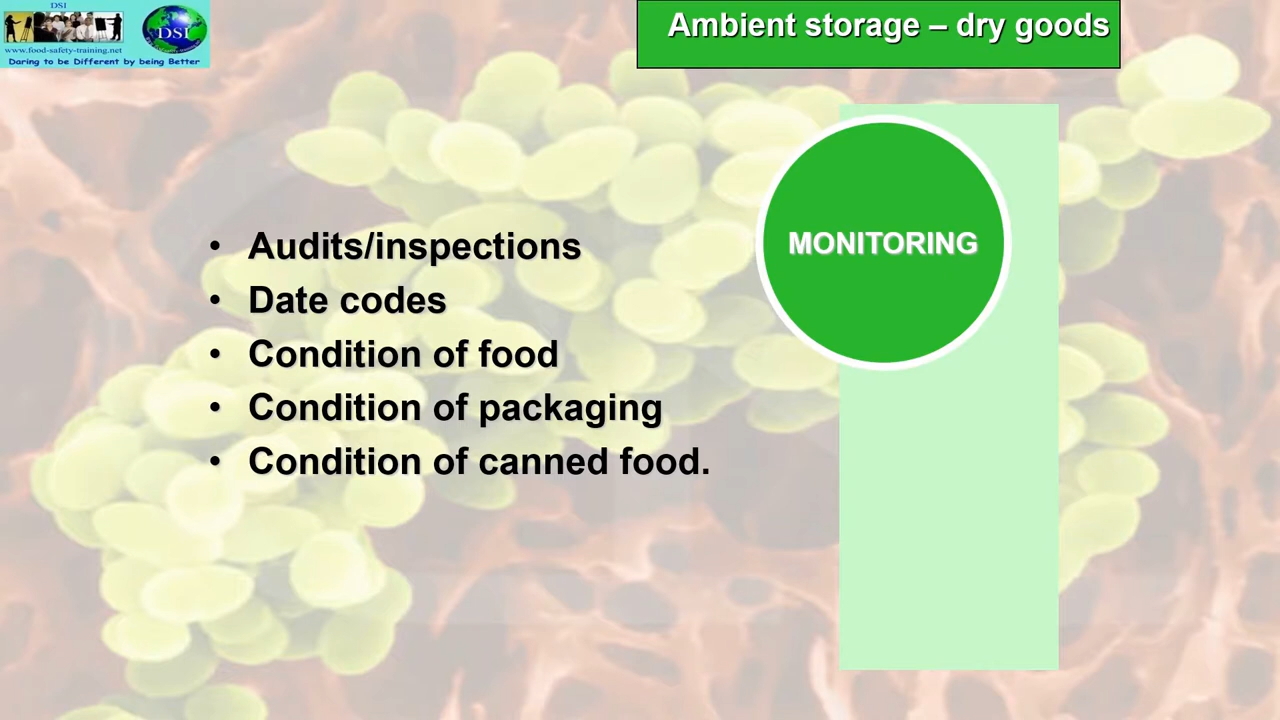 DSI
DSI
www.food-safety-training.net
Daring to be Different by being Better
Ambient storage – dry goods
MONITORING
• Audits/inspections
• Date codes
• Condition of food
• Condition of packaging
• Condition of canned food.